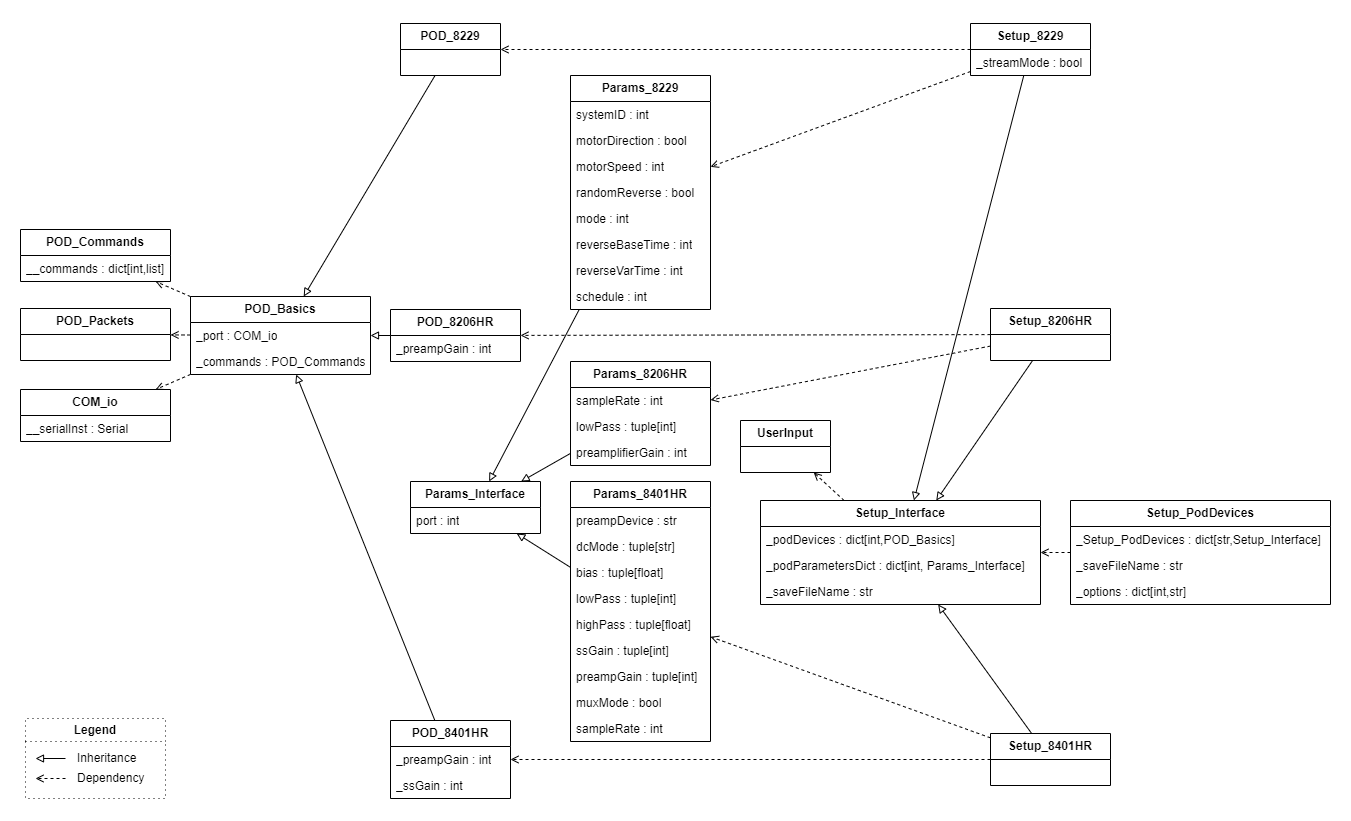 POD_8229
Setup_8229
_streamMode : bool
Params_8229
systemID : int
motorDirection : bool
motorSpeed : int
randomReverse : bool
mode : int
reverseBaseTime : int
reverseVarTime : int
schedule : int
POD_Commands
__commands : dict[int,list]
POD_Packets
COM_io
__serialInst : Serial
POD_Basics
_port : COM_io
_commands : POD_Commands
POD_8206HR
_preampGain : int
Setup_8206HR
Params_8206HR
sampleRate : int
lowPass : tuple[int]
preamplifierGain : int
UserInput
Params_Interface
port : int
Params_8401HR
preampDevice : str
dcMode : tuple[str]
bias : tuple[float]
lowPass : tuple[int]
highPass : tuple[float]
ssGain : tuple[int]
preampGain : tuple[int]
muxMode : bool
sampleRate : int
Setup_Interface
_podDevices : dict[int,POD_Basics]
_podParametersDict : dict[int, Params_Interface]
_saveFileName : str
Setup_PodDevices
_Setup_PodDevices : dict[str,Setup_Interface]
_saveFileName : str
_options : dict[int,str]
POD_8401HR
_preampGain : int
_ssGain : int
Setup_8401HR
Legend
Inheritance
Dependency